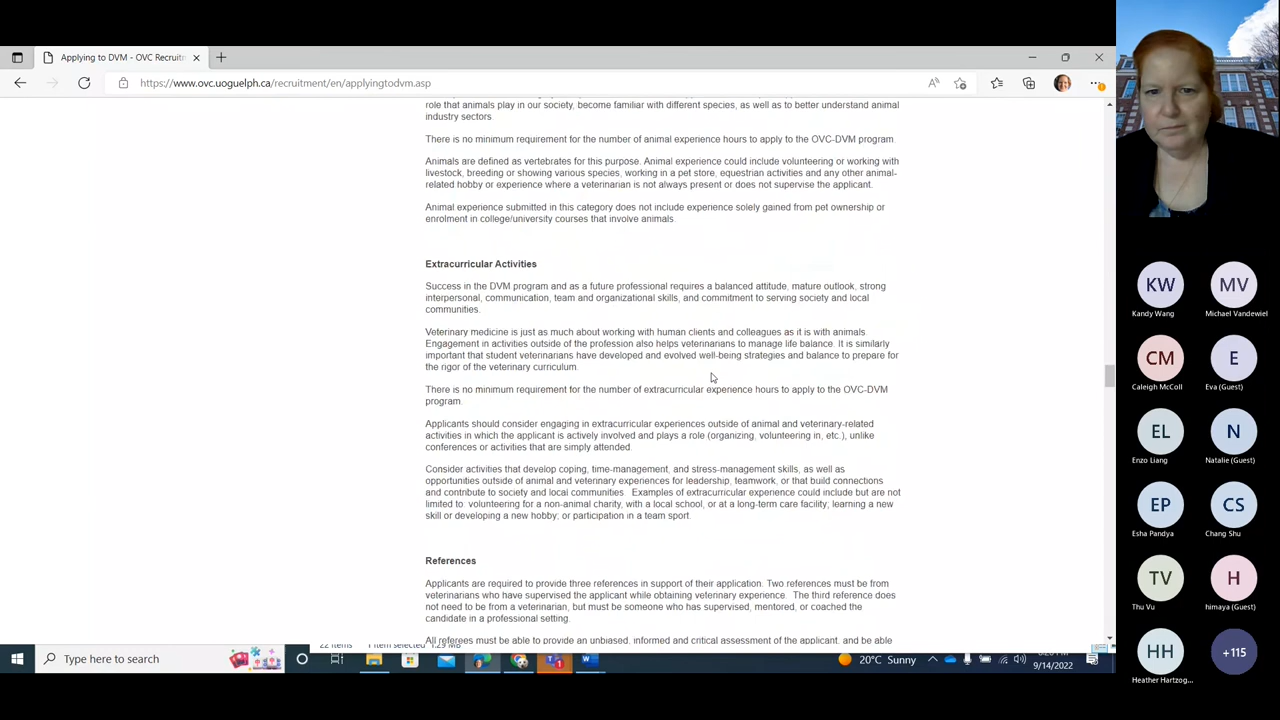 Applying to DVM - OVC Recruitm
https://www.ovc.uoguelph.ca/recruitment/en/applyingtodvm.asp
role that animals play in our society, become familiar with different species, as well as to better understand animal
industry sectors
There is no minimum requirement for the number of animal experience hours to apply to the OVC-DVM program.
Animals are defined as vertebrates for this purpose. Animal experience could include volunteering or working with
livestock, breeding or showing various species, working in a pet store, equestrian activities and any other animal-
related hobby or experience where a veterinarian is not always present or does not supervise the applicant.
Animal experience submitted in this category does not include experience solely gained from pet ownership or
enrolment in college/university courses that involve animals.
Extracurricular Activities
Success in the DVM program and as a future professional requires a balanced attitude, mature outlook, strong
interpersonal, communication, team and organizational skills, and commitment to serving society and local
communities.
Veterinary medicine is just as much about working with human clients and colleagues as it is with animals.
Engagement in activities outside of the profession also helps veterinarians to manage life balance. It is similarly
important that student veterinarians have developed and evolved well-being strategies and balance to prepare for
the rigor of the veterinary curriculum.
There is no minimum requirement for the number of extracurricular experience hours to apply to the OVC-DVM
program.
Applicants should consider engaging in extracurricular experiences outside of animal and veterinary-related
activities in which the applicant is actively involved and plays a role (organizing, volunteering in, etc.), unlike
conferences or activities that are simply attended.
Consider activities that develop coping, time-management, and stress-management skills, as well as
opportunities outside of animal and veterinary experiences for leadership, teamwork, or that build connections
and contribute to society and local communities. Examples of extracurricular experience could include but are not
limited to: volunteering for a non-animal charity, with a local school, or at a long-term care facility; learning a new
skill or developing a new hobby; or participation in a team sport.
References
Applicants are required to provide three references in support of their application. Two references must be from
veterinarians who have supervised the applicant while obtaining veterinary experience. The third reference does
not need to be from a veterinarian, but must be someone who has supervised, mentored, or coached the
candidate in a professional setting.
All referees must be able to provide an unbiased, informed and critical assessment of the applicant, and be able
22 items 1 item selected 1.29 MB
Type here to search
20°C Sunny
9/14/2022
KW
Kandy Wang
MV
Michael Vandewiel
CM
Caleigh McColl
E
Eva (Guest)
EL
Enzo Liang
N
Natalie (Guest)
EP
Esha Pandya
CS
Chang Shu
TV
Thu Vu
H
himaya (Guest)
HH
Heather Hartzog...
+115